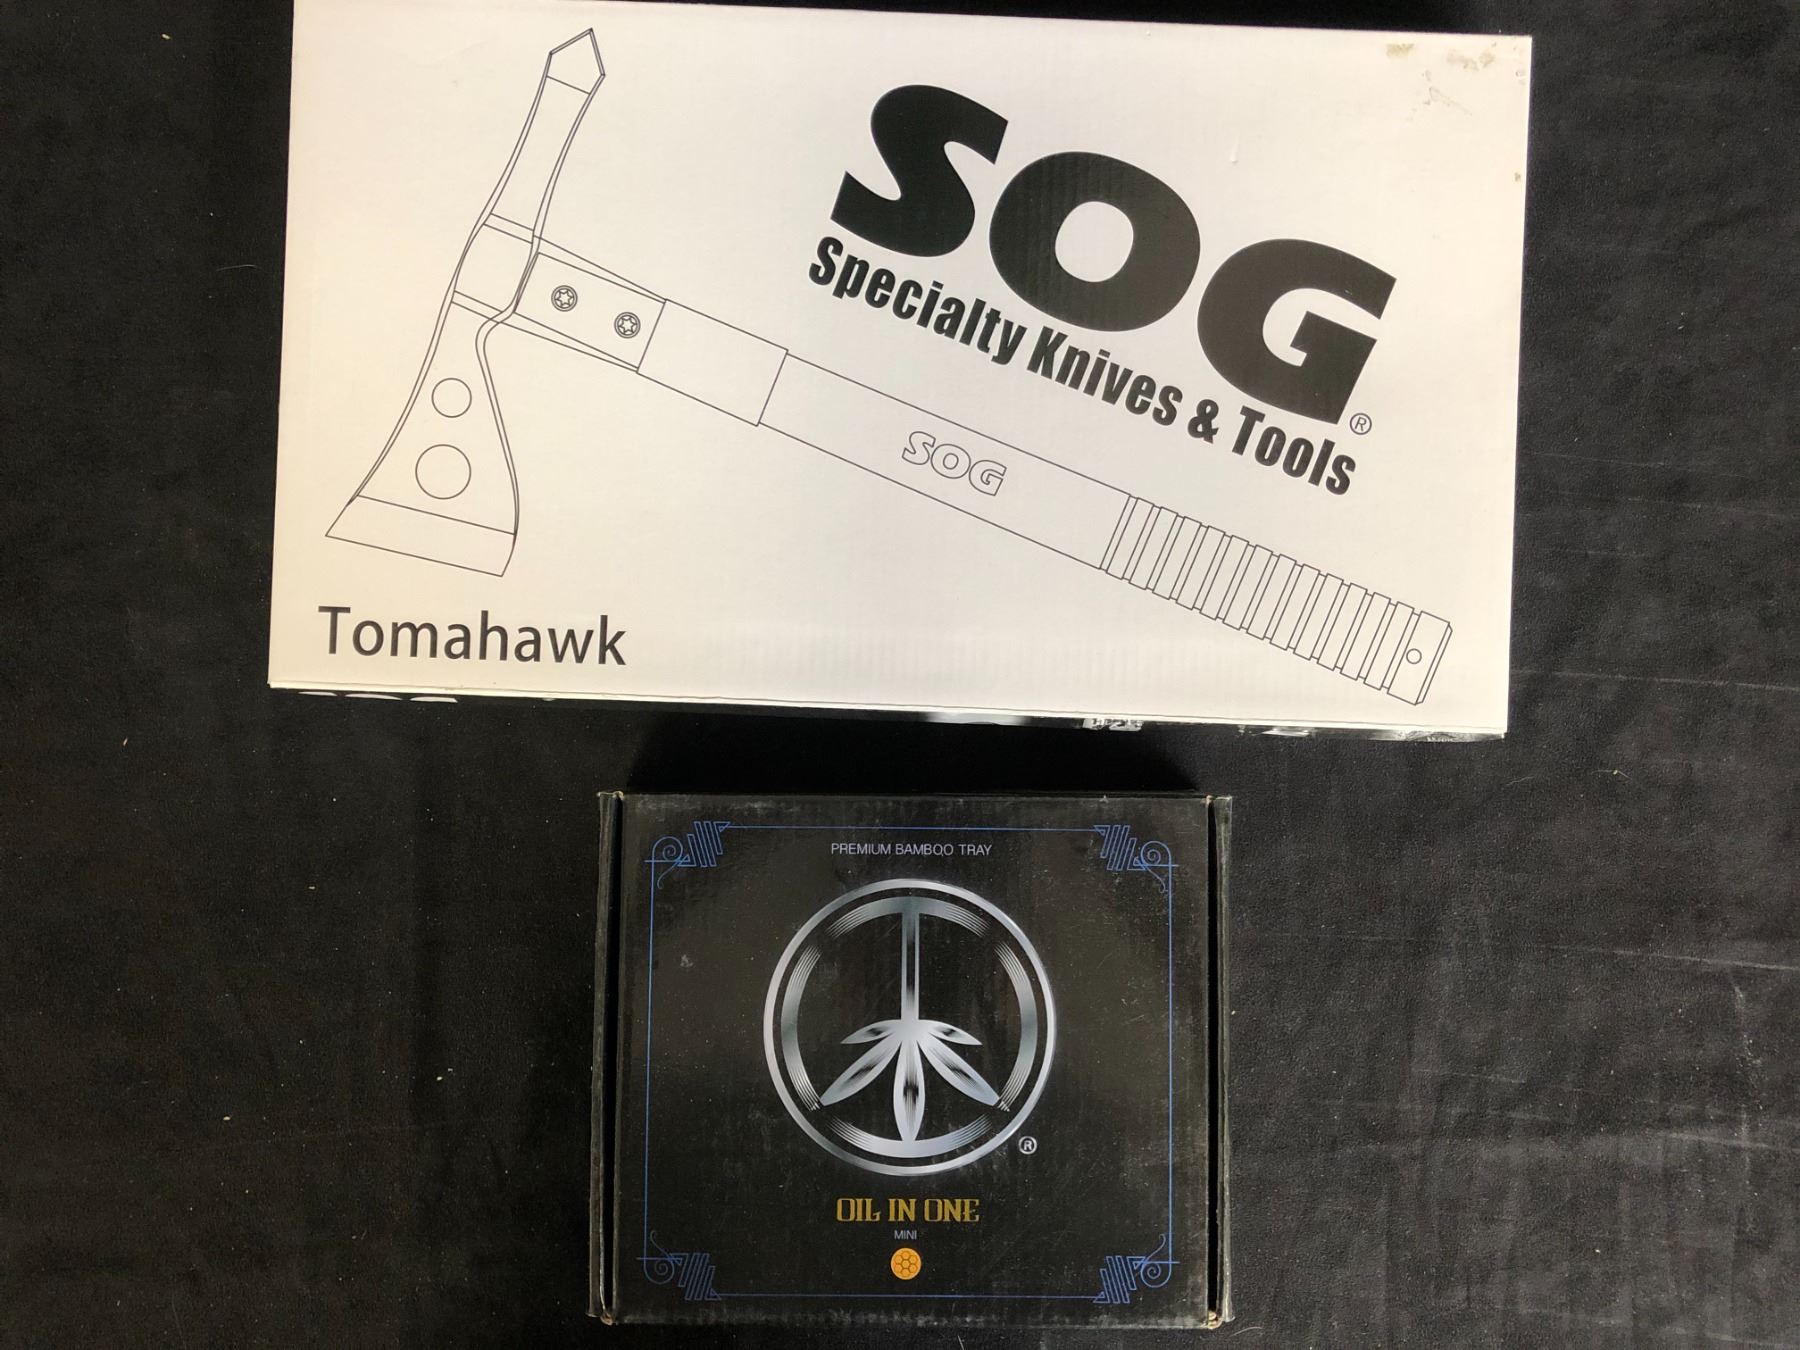 SOG®
Specialty Knives & Tools
SOG
Tomahawk
PREMIUM BAMBOO TRAY
®
OIL IN ONE
MINI